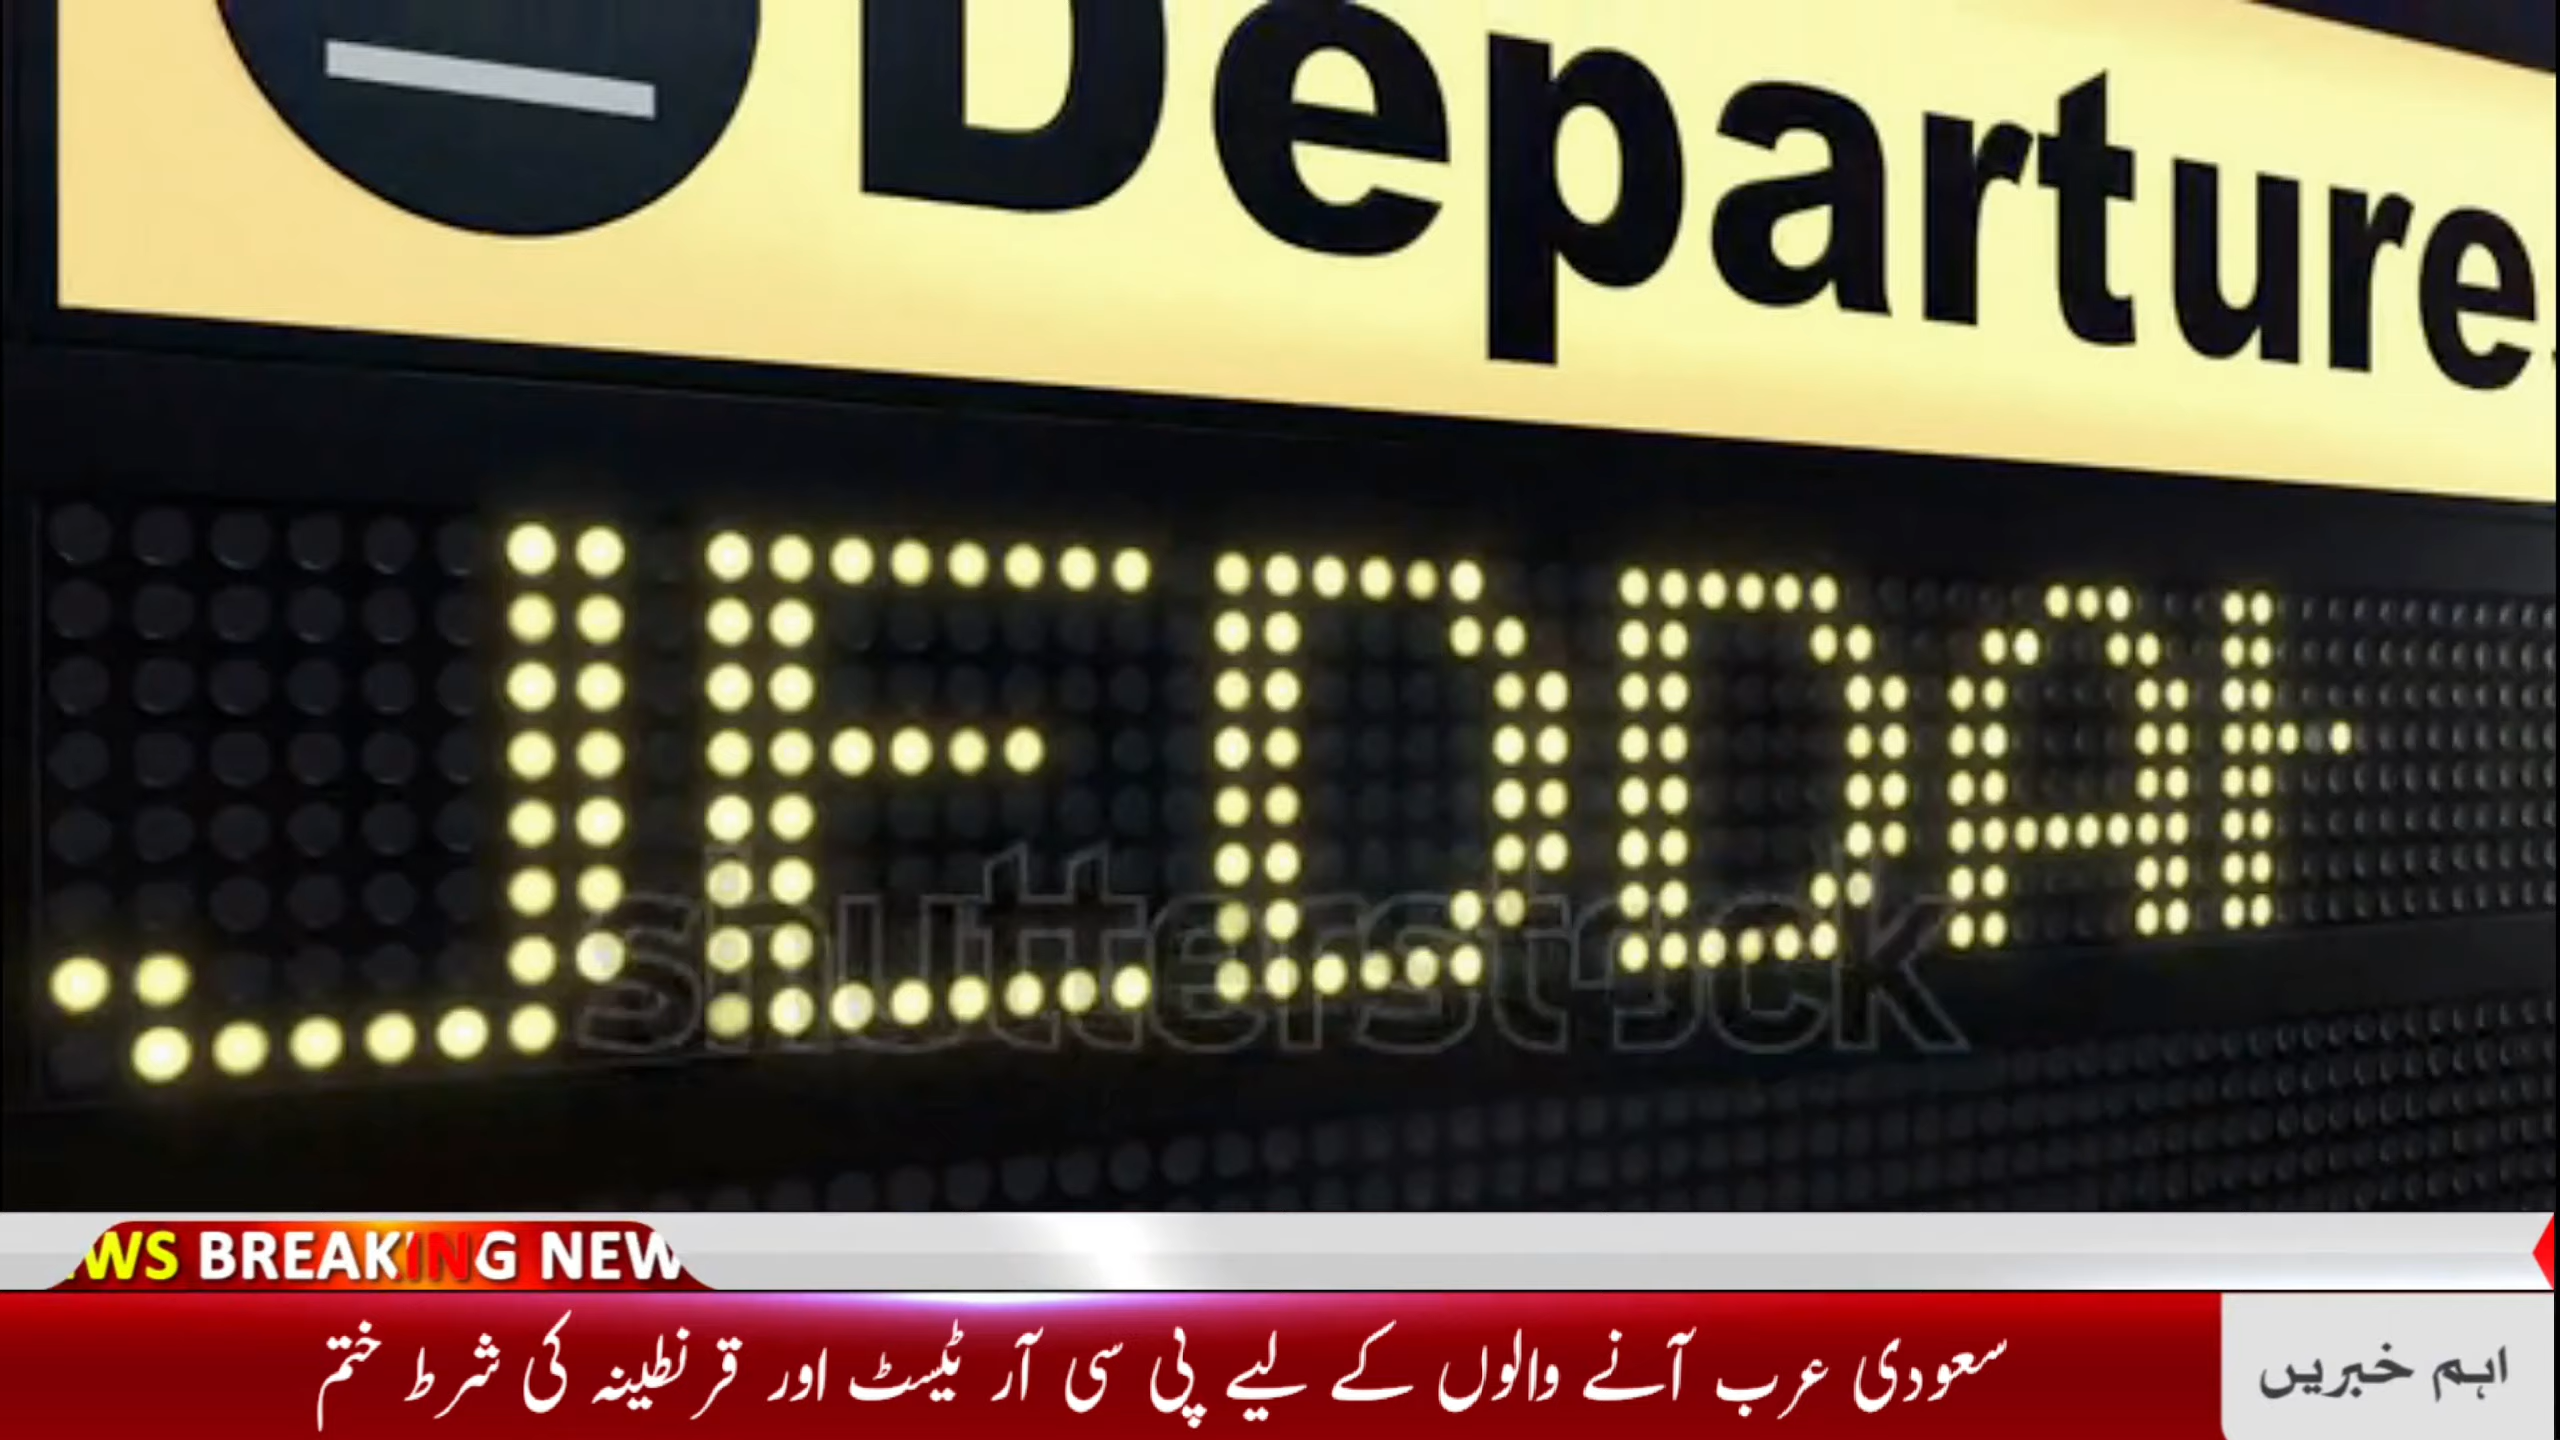 Departures
JEDDAH
shutterstock
WS BREAKING NEW
سعودی عرب آنے والوں کے لیے پی سی آر ٹیسٹ اور قرنطینہ کی شرط ختم
اہم خبریں